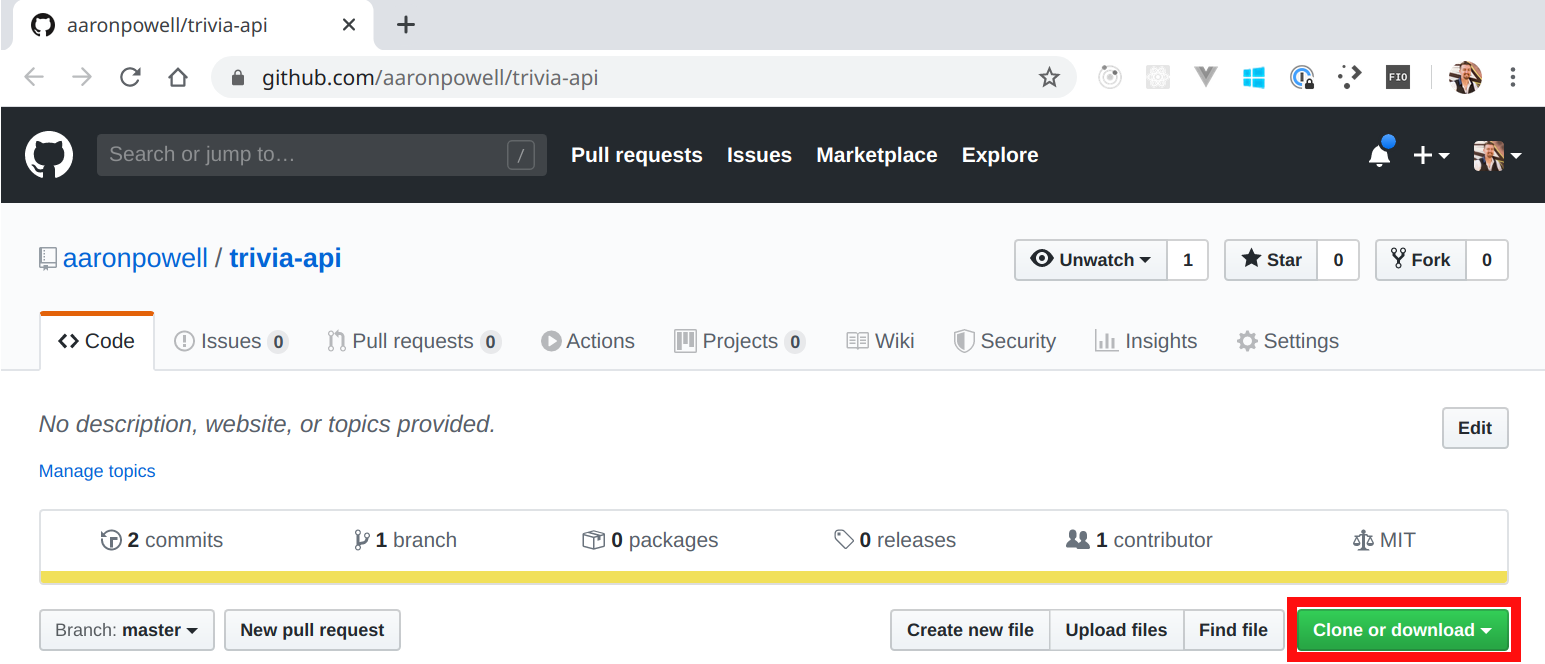 aaronpowell/trivia-api
github.com/aaronpowell/trivia-api
FIO
Search or jump to… / Pull requests Issues Marketplace Explore
aaronpowell / trivia-api Unwatch 1 Star 0 Fork 0
Code Issues 0 Pull requests 0 Actions Projects 0 Wiki Security Insights Settings
No description, website, or topics provided. Edit
Manage topics
2 commits 1 branch 0 packages 0 releases 1 contributor MIT
Branch: master New pull request Create new file Upload files Find file Clone or download